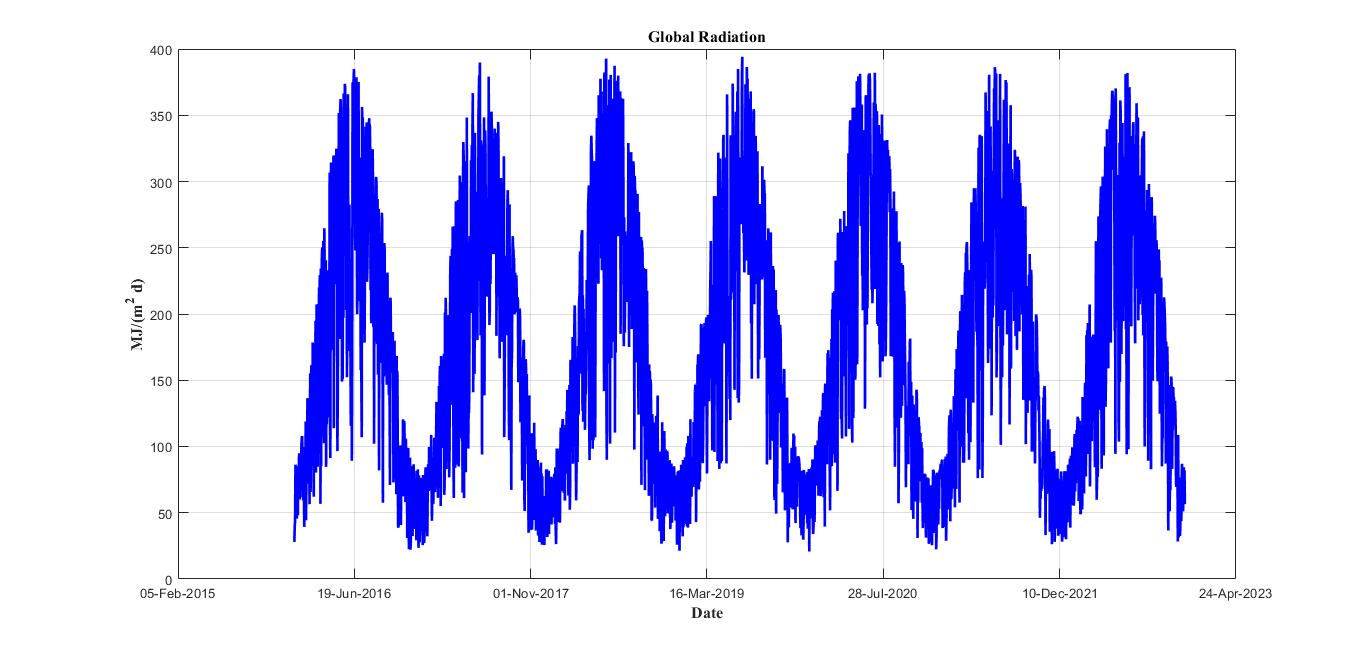 Global Radiation
400
350
300
250
200
150
100
50
0
MJ/(m² d)
05-Feb-2015 19-Jun-2016 01-Nov-2017 16-Mar-2019 28-Jul-2020 10-Dec-2021 24-Apr-2023
Date